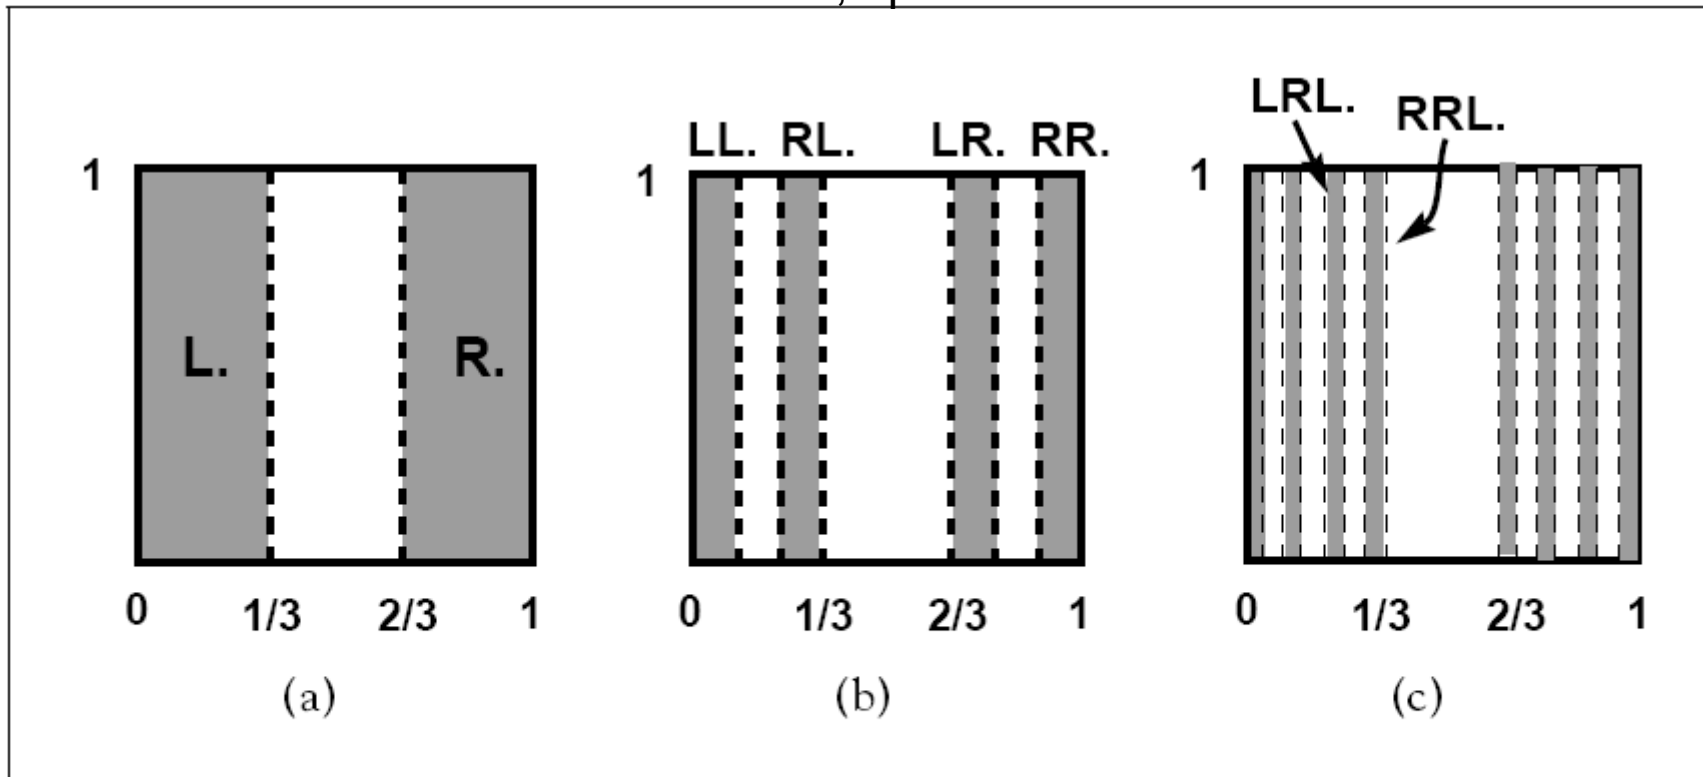 LL. RL. LR. RR. LRL. RRL.
1 1 1
L. R.
0 1/3 2/3 1 0 1/3 2/3 1 0 1/3 2/3 1
(a) (b) (c)